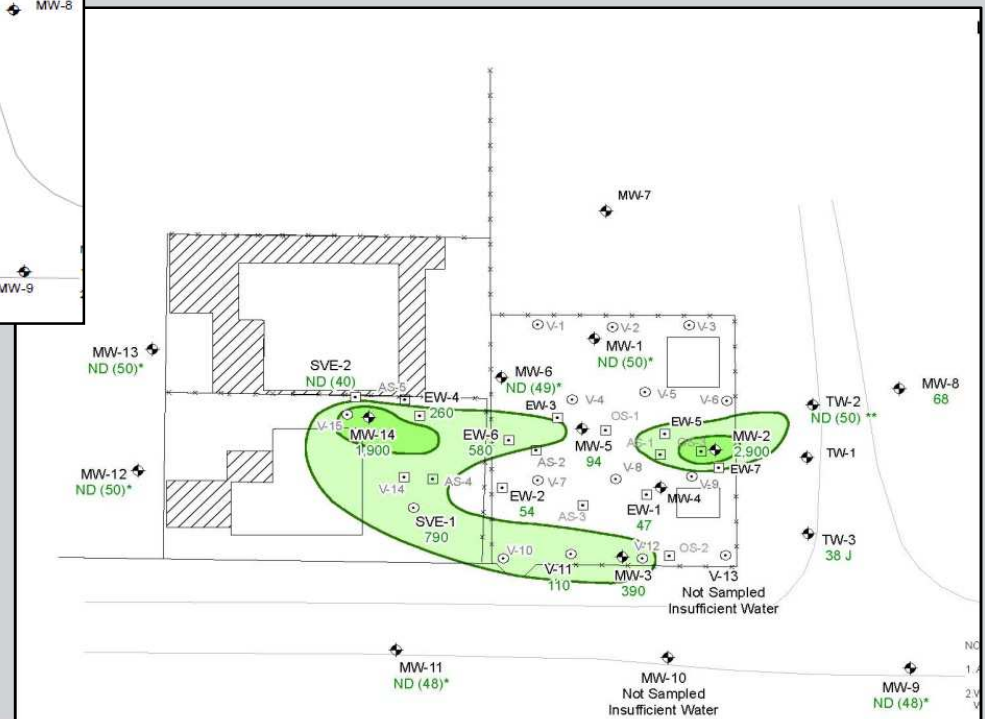 MW-8
MW-9
MW-7
V-1
V-2
V-3
MW-1
ND (50)*
MW-13
ND (50)*
SVE-2
ND (40)
AS-5
MW-6
ND (49)*
V-4
V-5
V-6
MW-8
68
TW-2
ND (50) **
EW-4
260
EW-3
OS-1
EW-5
V-15
MW-14
1,900
EW-6
580
MW-5
94
AS-1
OS-3
MW-2
2,900
TW-1
AS-2
V-8
EW-7
MW-12
ND (50)*
V-14
AS-4
V-7
V-9
EW-2
54
MW-4
EW-1
47
AS-3
SVE-1
790
TW-3
38 J
V-10
V-11
110
V-12
MW-3
390
OS-2
V-13
Not Sampled
Insufficient Water
MW-11
ND (48)*
MW-10
Not Sampled
Insufficient Water
MW-9
ND (48)*
1.